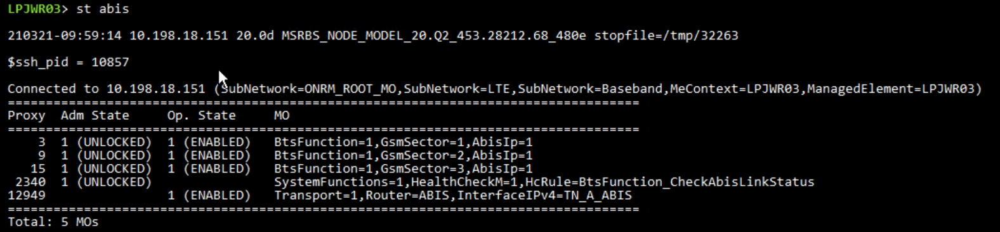 LPJWR03> st abis
210321-09:59:14 10.198.18.151 20.0d MSRBS_NODE_MODEL_20.Q2_453.28212.68_480e stopfile=/tmp/32263
$ssh_pid = 10857
Connected to 10.198.18.151 (SubNetwork=ONRM_ROOT_MO,SubNetwork=LTE,SubNetwork=Baseband,MeContext=LPJWR03,ManagedElement=LPJWR03)
===================================================================================
Proxy  Adm State     Op. State     MO
===================================================================================
    3  1 (UNLOCKED)  1 (ENABLED)   BtsFunction=1,GsmSector=1,AbisIp=1
    9  1 (UNLOCKED)  1 (ENABLED)   BtsFunction=1,GsmSector=2,AbisIp=1
   15  1 (UNLOCKED)  1 (ENABLED)   BtsFunction=1,GsmSector=3,AbisIp=1
 2340  1 (UNLOCKED)                SystemFunctions=1,HealthCheckM=1,HcRule=BtsFunction_CheckAbisLinkStatus
12949                1 (ENABLED)   Transport=1,Router=ABIS,InterfaceIPv4=TN_A_ABIS
===================================================================================
Total: 5 MOs